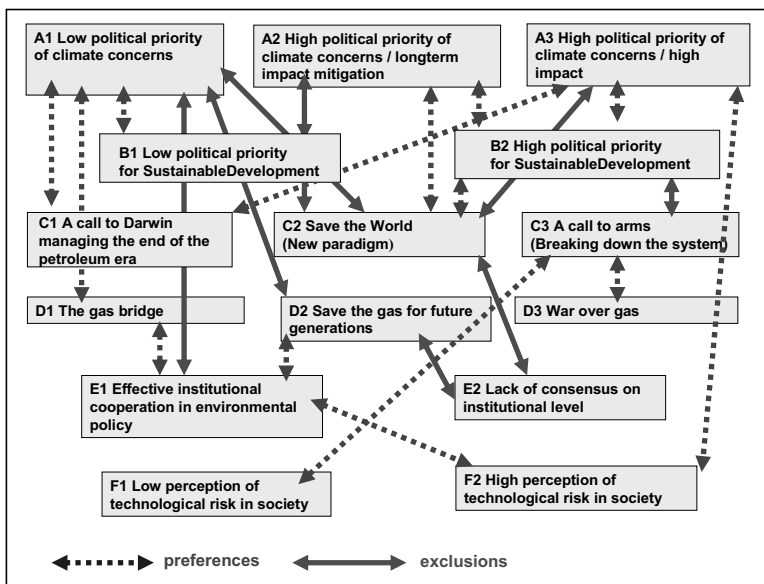 A1 Low political priority
of climate concerns
A2 High political priority of
climate concerns / longterm
impact mitigation
A3 High political priority of
climate concerns / high
impact
B1 Low political priority
for SustainableDevelopment
B2 High political priority
for SustainableDevelopment
C1 A call to Darwin
managing the end of the
petroleum era
C2 Save the World
(New paradigm)
C3 A call to arms
(Breaking down the system)
D1 The gas bridge
D2 Save the gas for future
generations
D3 War over gas
E1 Effective institutional
cooperation in environmental
policy
E2 Lack of consensus on
institutional level
F1 Low perception of
technological risk in society
F2 High perception of
technological risk in society
preferences
exclusions